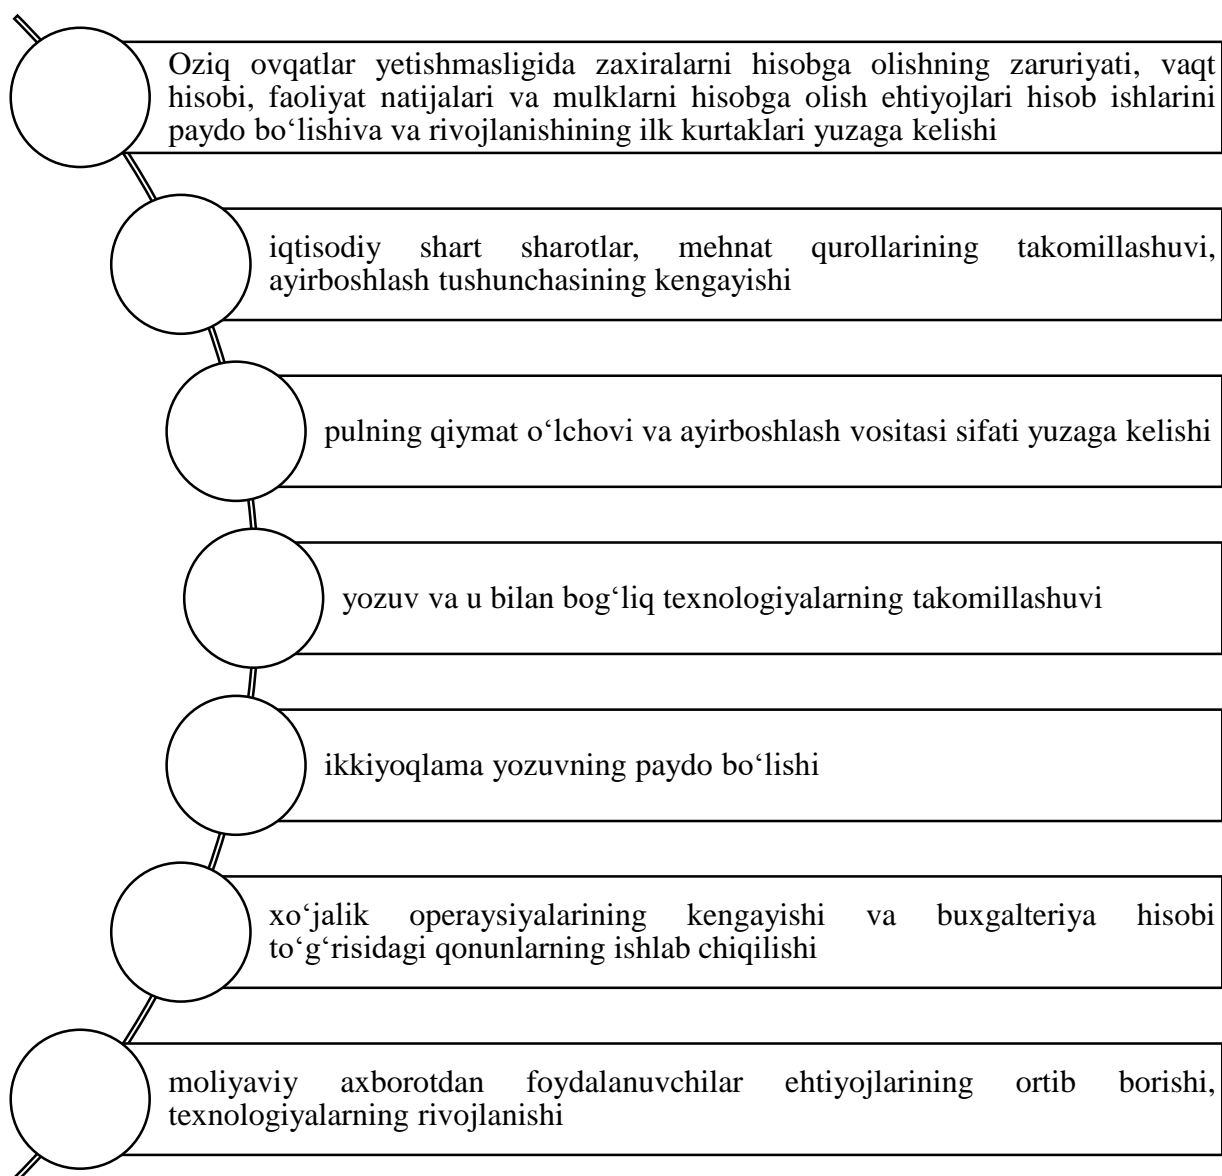 Oziq ovqatlar yetishmasligida zaxiralarni hisobga olishning zaruriyati, vaqt
hisobi, faoliyat natijalari va mulklarni hisobga olish ehtiyojlari hisob ishlarini
paydo bo‘lishiva va rivojlanishining ilk kurtaklari yuzaga kelishi
iqtisodiy shart sharotlar, mehnat qurollarining takomillashuvi,
ayirboshlash tushunchasining kengayishi
pulning qiymat o‘lchovi va ayirboshlash vositasi sifati yuzaga kelishi
yozuv va u bilan bog‘liq texnologiyalarning takomillashuvi
ikkiyoqlama yozuvning paydo bo‘lishi
xo‘jalik operaysiyalarining kengayishi va buxgalteriya hisobi
to‘g‘risidagi qonunlarning ishlab chiqilishi
moliyaviy axborotdan foydalanuvchilar ehtiyojlarining ortib borishi,
texnologiyalarning rivojlanishi